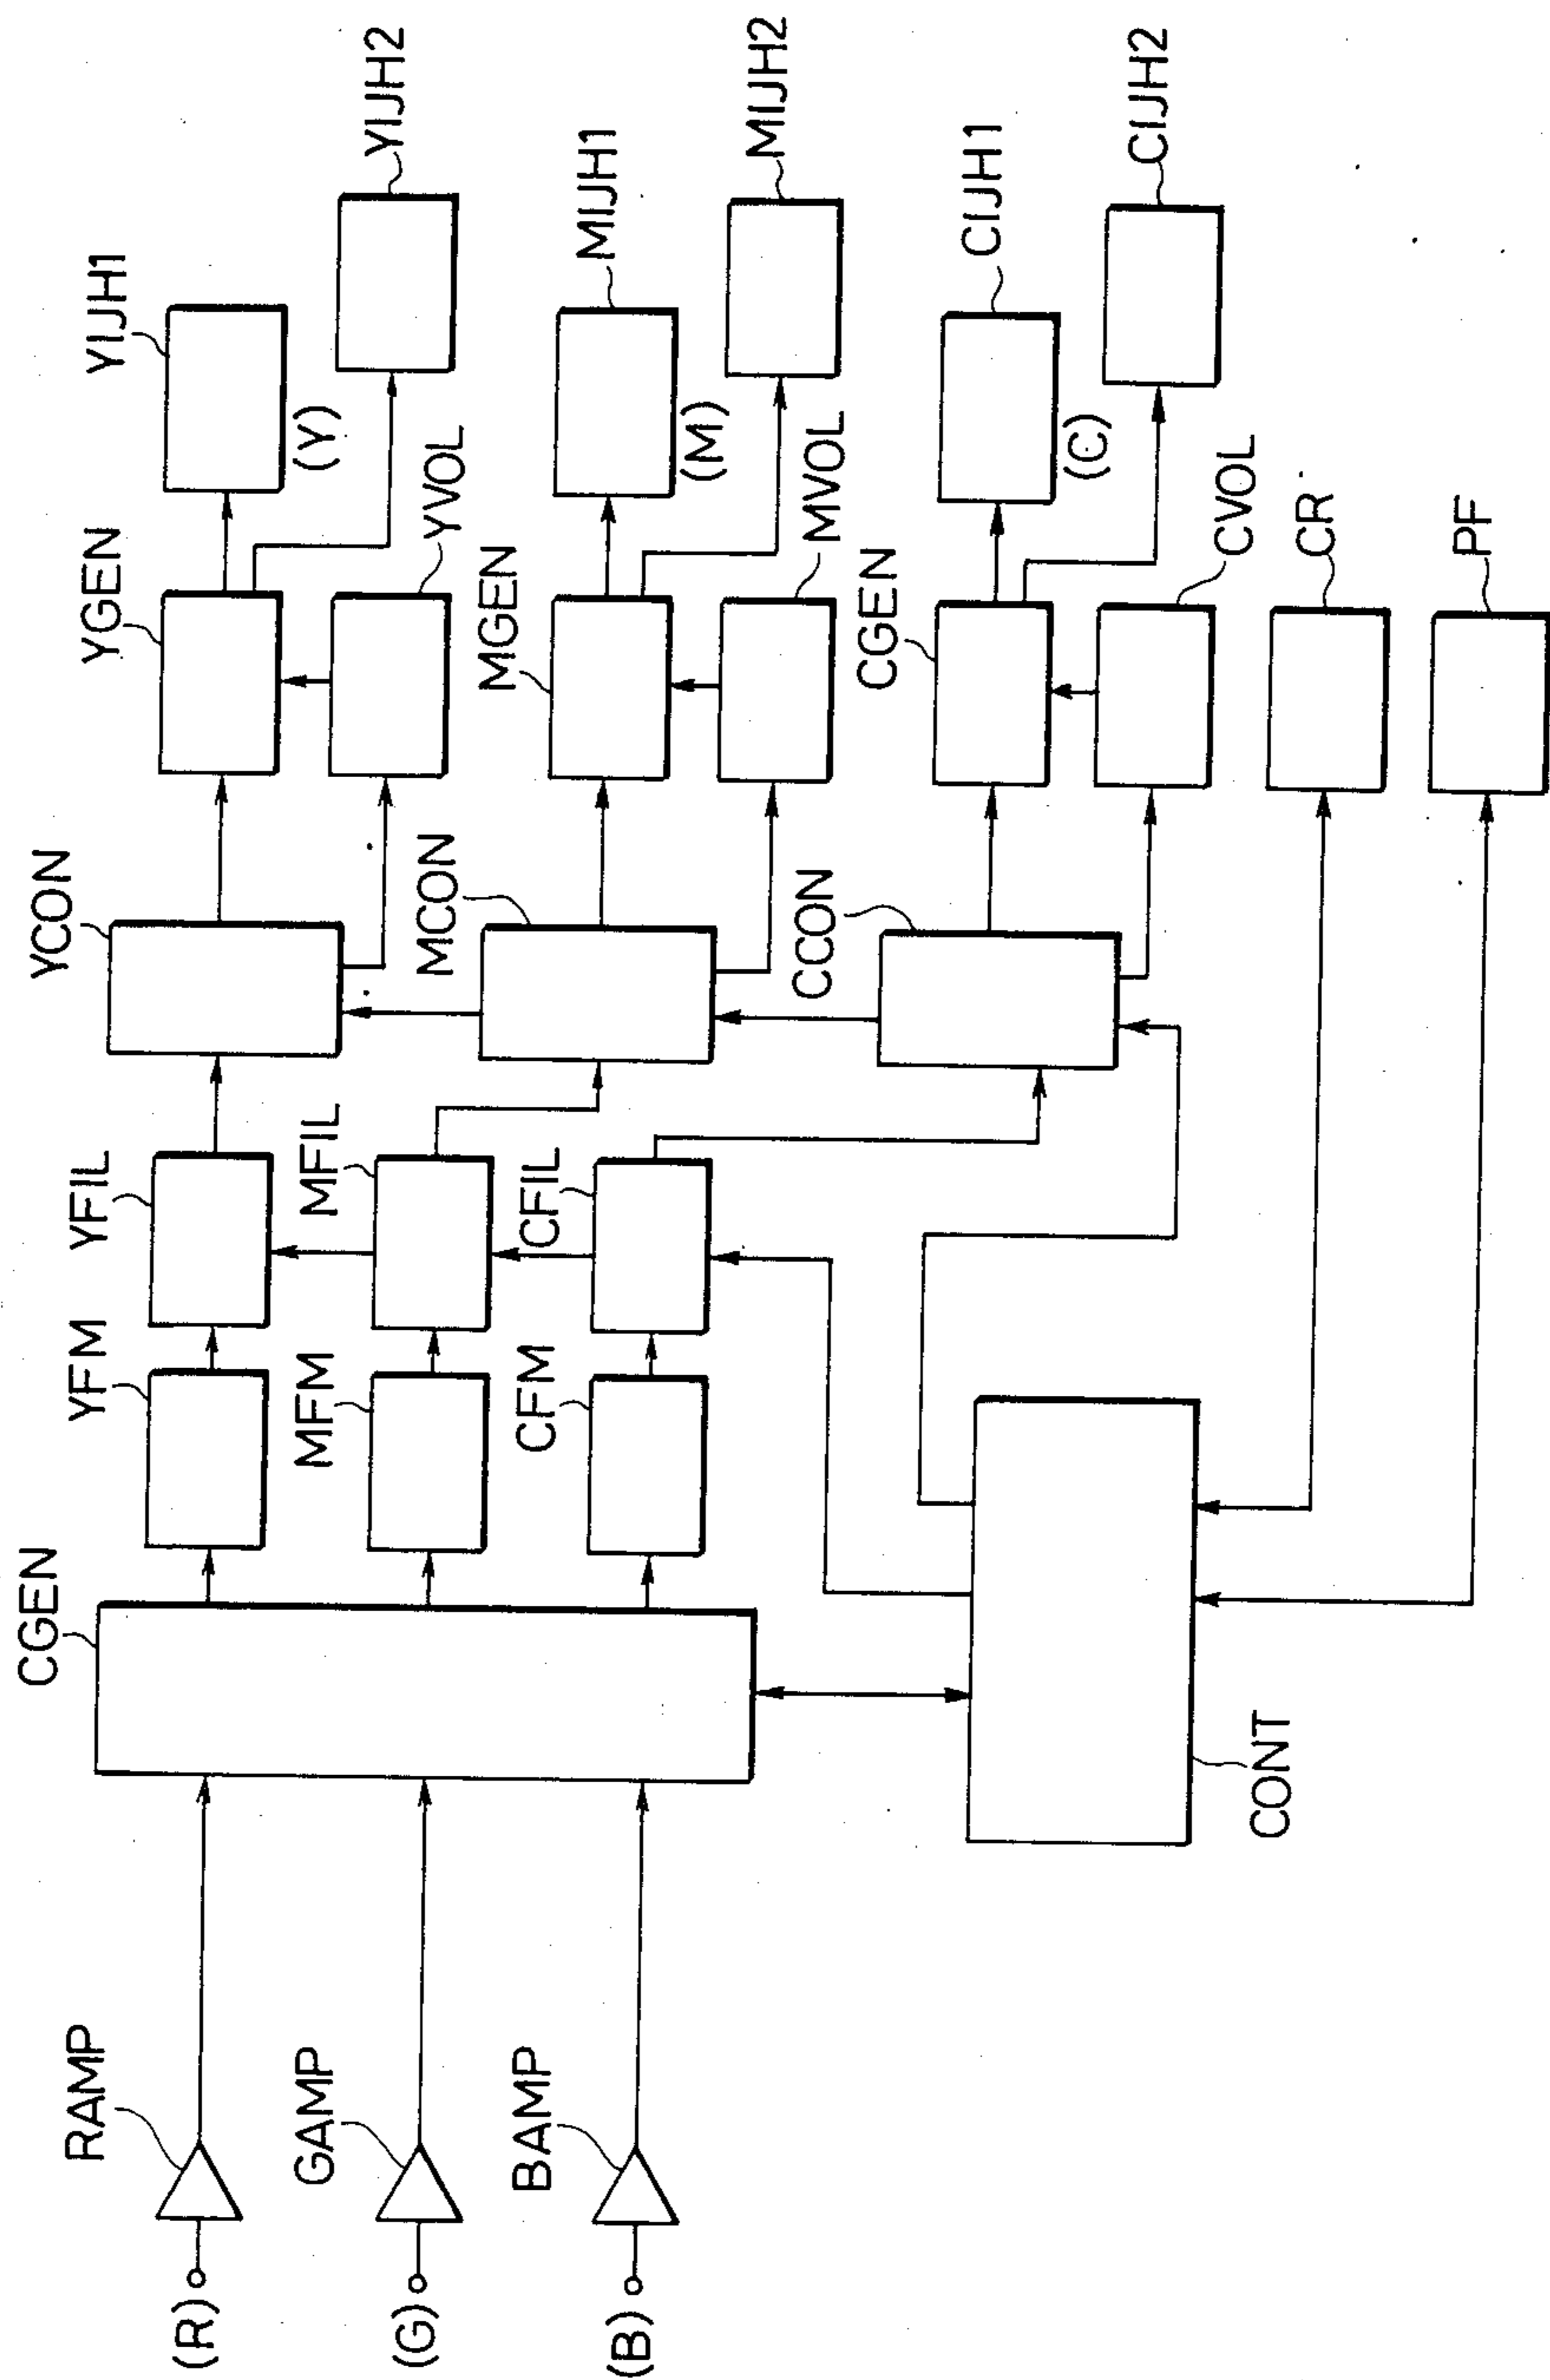 (R)
RAMP
CGEN
YFM
YFIL
YCON
YGEN
YIJH1
(Y)
YVOL
YIJH2
(G)
GAMP
MFM
MFIL
MCON
MGEN
MIJH1
(M)
MVOL
MIJH2
(B)
BAMP
CFM
CFIL
CCON
CGEN
CIJH1
(C)
CVOL
CIJH2
CONT
CR
PF